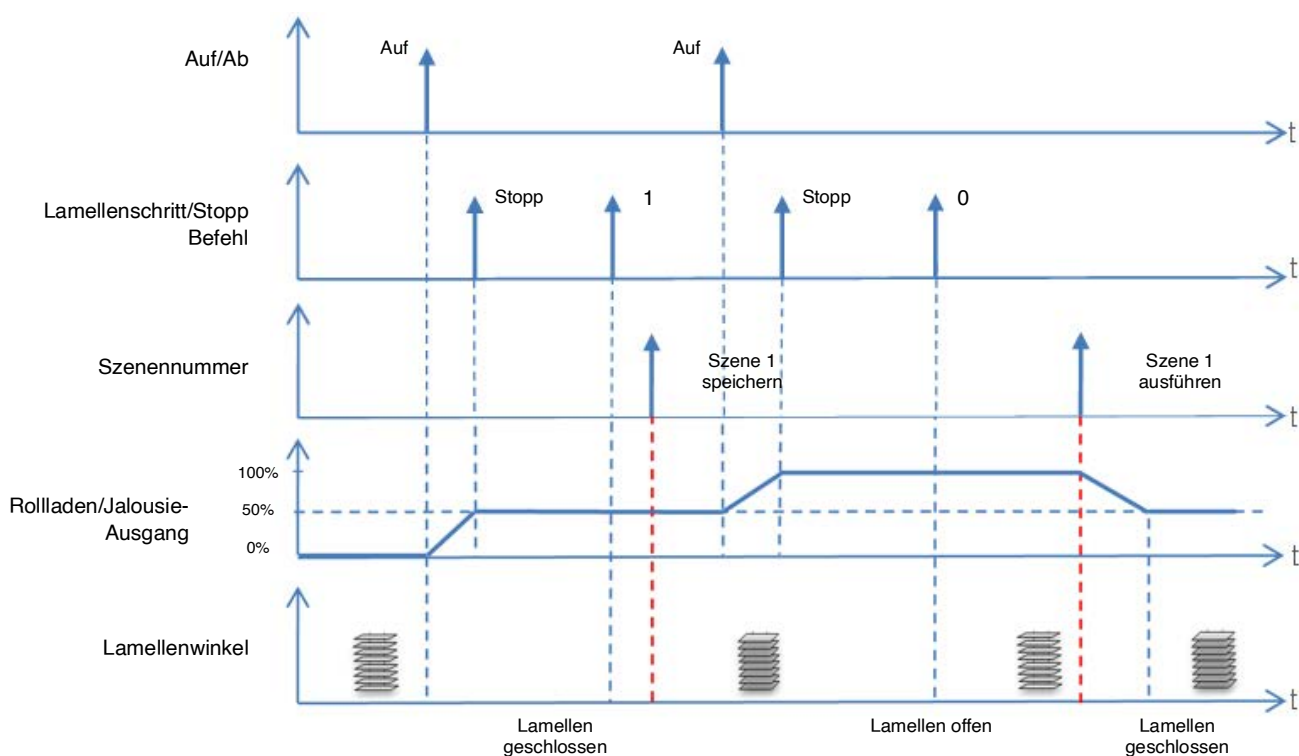 Auf/Ab
Auf
Auf
t
Lamellenschritt/Stopp
Befehl
Stopp
1
Stopp
0
t
Szenennummer
Szene 1
speichern
Szene 1
ausführen
t
Rollladen/Jalousie-
Ausgang
100%
50%
0%
t
Lamellenwinkel
t
Lamellen
geschlossen
Lamellen offen
Lamellen
geschlossen